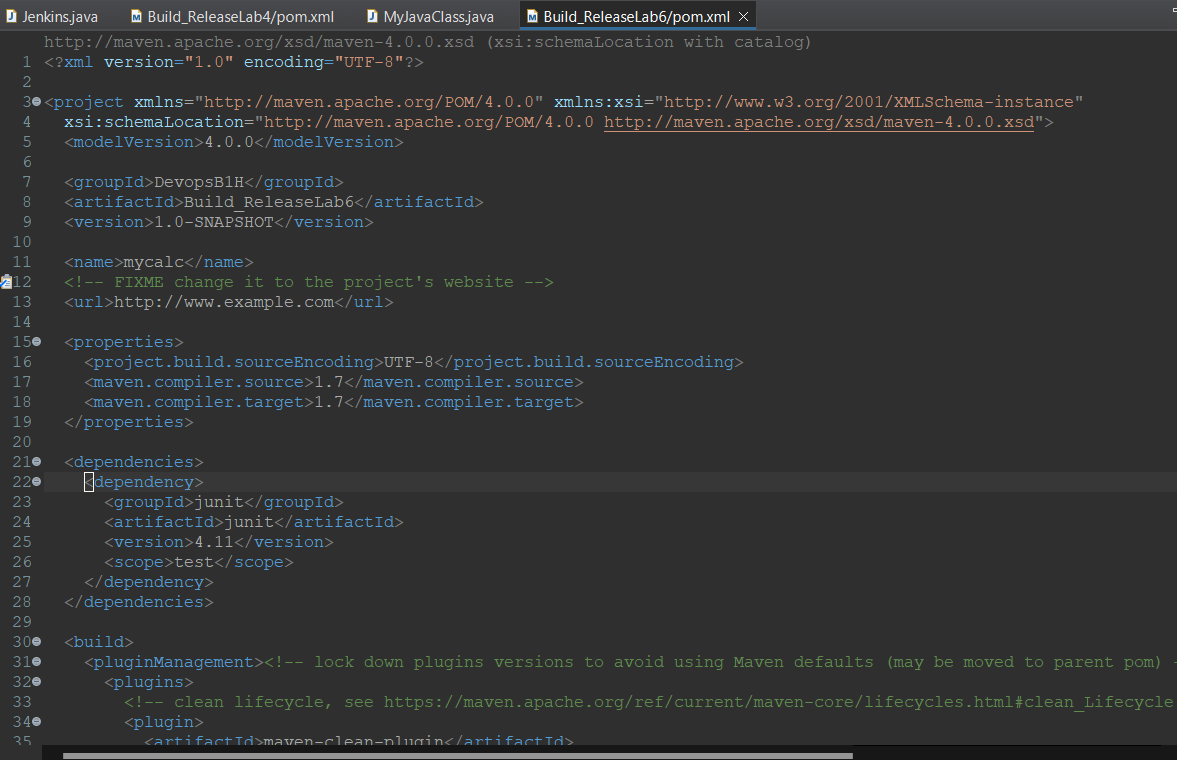 Jenkins.java Build_ReleaseLab4/pom.xml MyJavaClass.java Build_ReleaseLab6/pom.xml
http://maven.apache.org/xsd/maven-4.0.0.xsd (xsi:schemaLocation with catalog)
1 <?xml version="1.0" encoding="UTF-8"?>
2
3 <project xmlns="http://maven.apache.org/POM/4.0.0" xmlns:xsi="http://www.w3.org/2001/XMLSchema-instance"
4 xsi:schemaLocation="http://maven.apache.org/POM/4.0.0 http://maven.apache.org/xsd/maven-4.0.0.xsd">
5 <modelVersion>4.0.0</modelVersion>
6
7 <groupId>DevopsB1H</groupId>
8 <artifactId>Build_ReleaseLab6</artifactId>
9 <version>1.0-SNAPSHOT</version>
10
11 <name>mycalc</name>
12 <!-- FIXME change it to the project's website -->
13 <url>http://www.example.com</url>
14
15 <properties>
16 <project.build.sourceEncoding>UTF-8</project.build.sourceEncoding>
17 <maven.compiler.source>1.7</maven.compiler.source>
18 <maven.compiler.target>1.7</maven.compiler.target>
19 </properties>
20
21 <dependencies>
22 <dependency>
23 <groupId>junit</groupId>
24 <artifactId>junit</artifactId>
25 <version>4.11</version>
26 <scope>test</scope>
27 </dependency>
28 </dependencies>
29
30 <build>
31 <pluginManagement><!-- lock down plugins versions to avoid using Maven defaults (may be moved to parent pom) -
32 <plugins>
33 <!-- clean lifecycle, see https://maven.apache.org/ref/current/maven-core/lifecycles.html#clean_Lifecycle
34 <plugin>
35 <artifactId>maven-clean-plugin</artifactId>